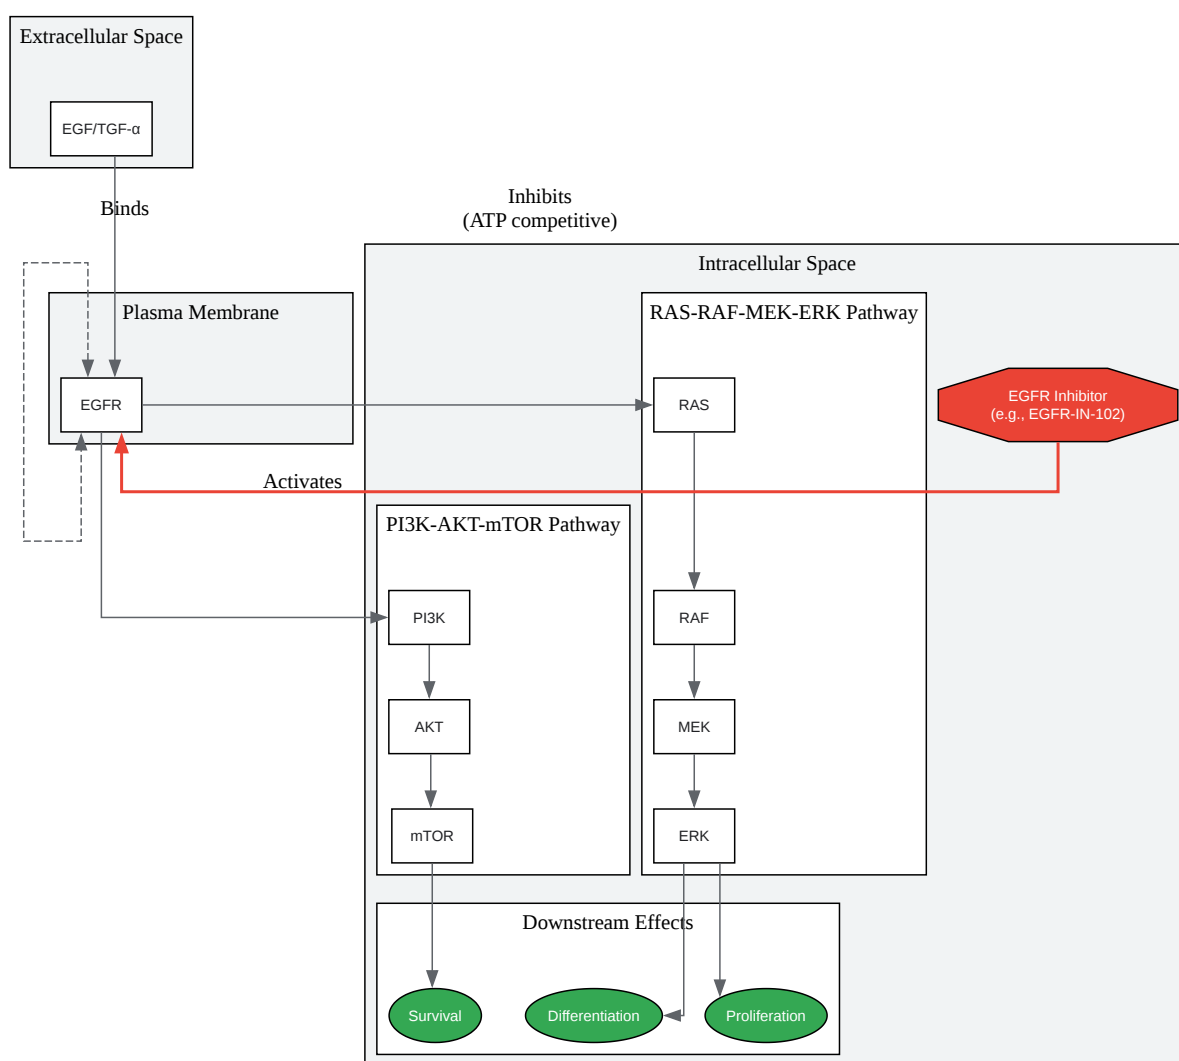 Extracellular Space
EGF/TGF-α
Binds
Inhibits
(ATP competitive)
Intracellular Space
Plasma Membrane
RAS-RAF-MEK-ERK Pathway
EGFR
RAS
EGFR Inhibitor
(e.g., EGFR-IN-102)
Activates
PI3K-AKT-mTOR Pathway
PI3K
RAF
AKT
MEK
mTOR
ERK
Downstream Effects
Survival
Differentiation
Proliferation